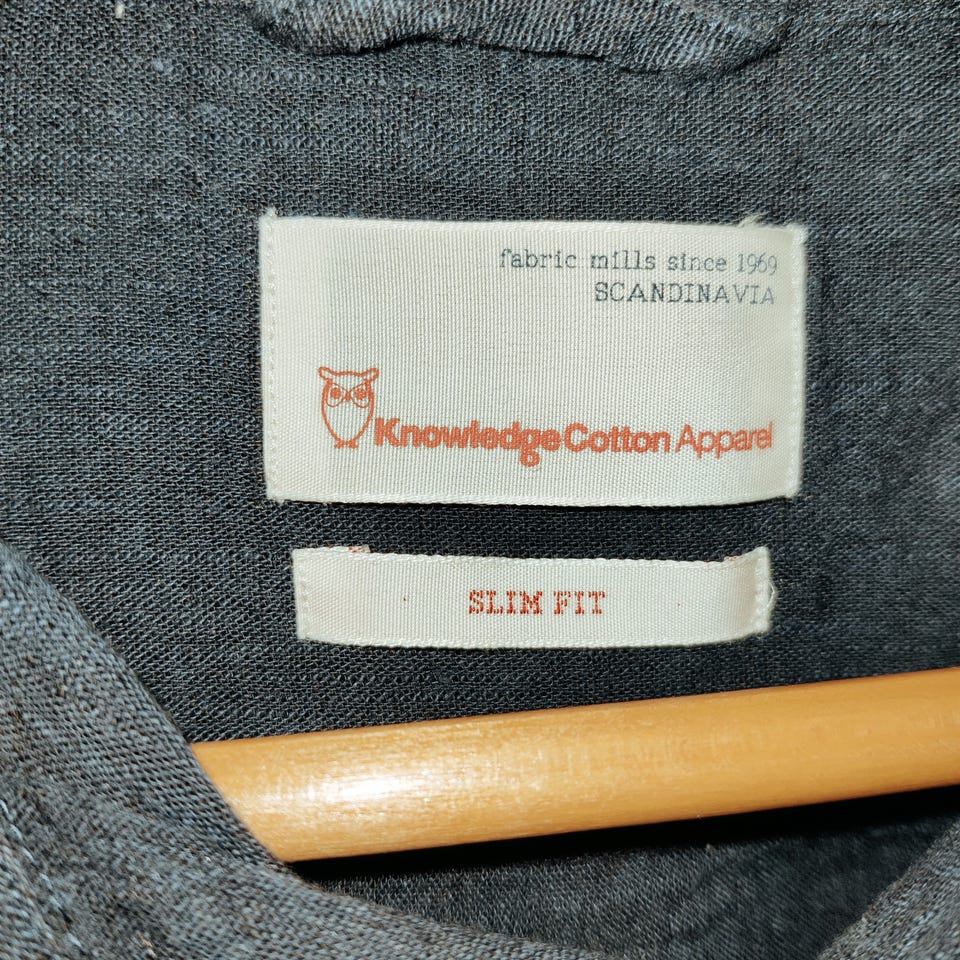 fabric mills since 1969
SCANDINAVIA
KnowledgeCotton Apparel
SLIM FIT